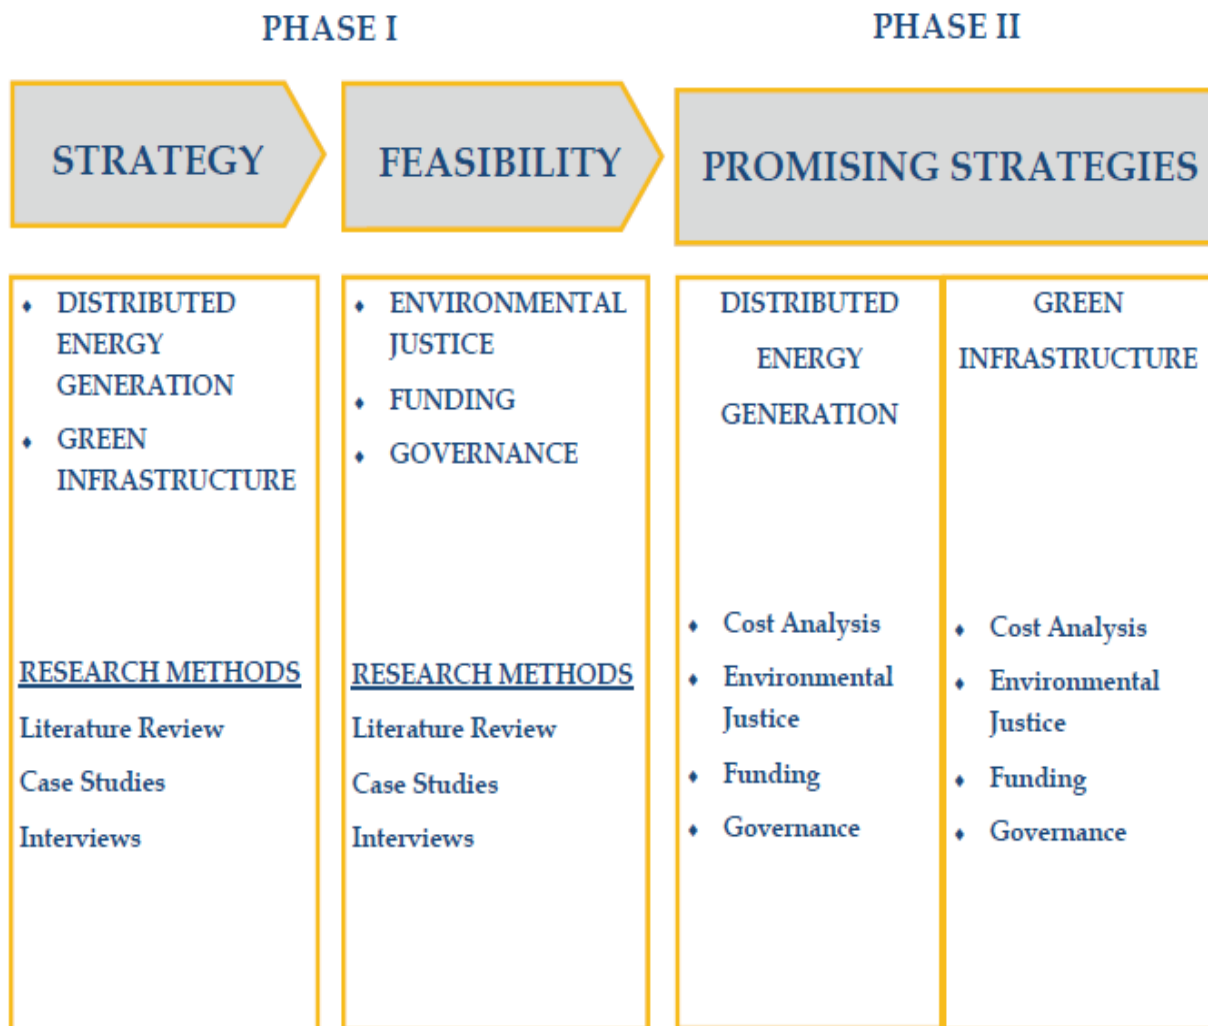 PHASE I
PHASE II
STRATEGY
FEASIBILITY
PROMISING STRATEGIES
⬧ DISTRIBUTED
ENERGY
GENERATION
⬧ GREEN
INFRASTRUCTURE
RESEARCH METHODS
Literature Review
Case Studies
Interviews
⬧ ENVIRONMENTAL
JUSTICE
⬧ FUNDING
⬧ GOVERNANCE
RESEARCH METHODS
Literature Review
Case Studies
Interviews
DISTRIBUTED
ENERGY
GENERATION
⬧ Cost Analysis
⬧ Environmental
Justice
⬧ Funding
⬧ Governance
GREEN
INFRASTRUCTURE
⬧ Cost Analysis
⬧ Environmental
Justice
⬧ Funding
⬧ Governance